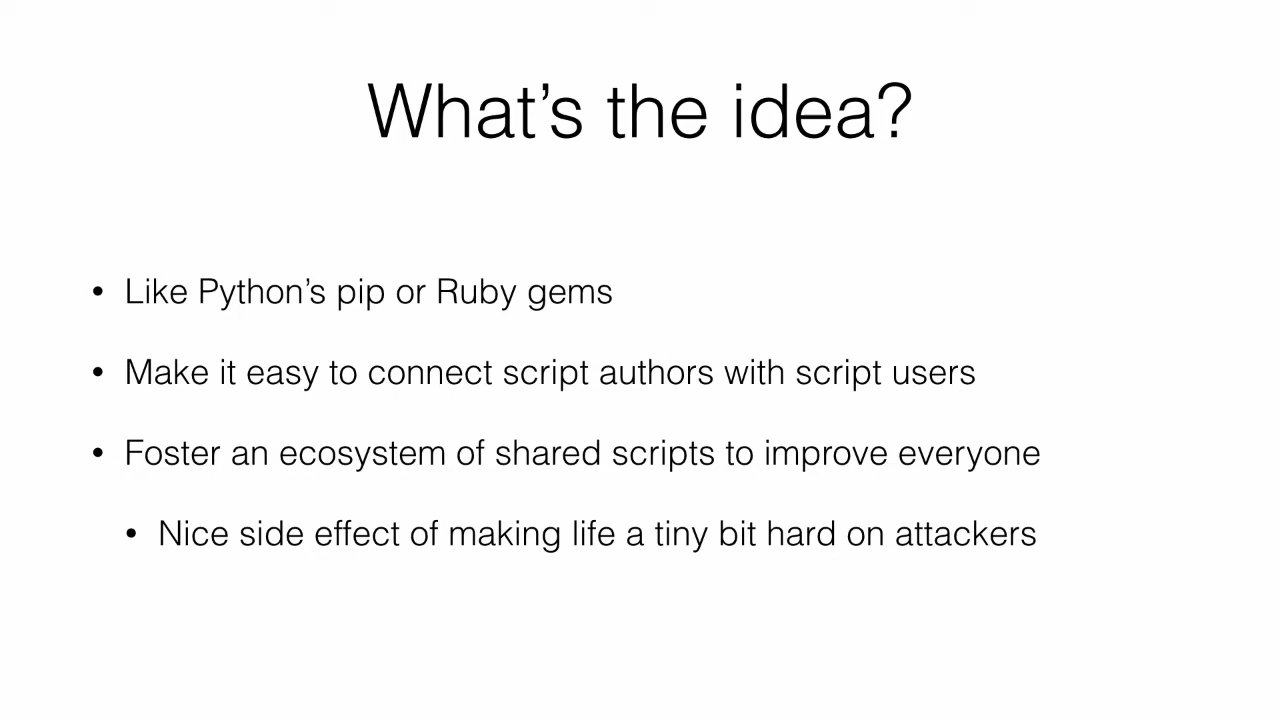 What’s the idea?
• Like Python’s pip or Ruby gems
• Make it easy to connect script authors with script users
• Foster an ecosystem of shared scripts to improve everyone
• Nice side effect of making life a tiny bit hard on attackers